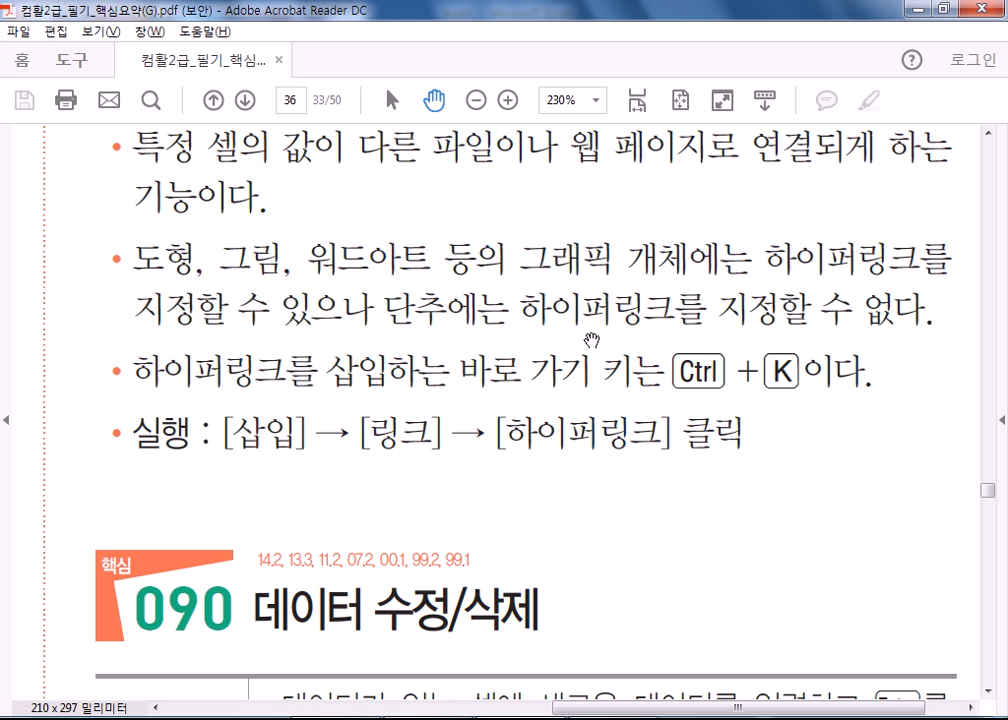 컴활2급_필기_핵심요약(G).pdf (보안) - Adobe Acrobat Reader DC
파일 편집 보기(V) 창(W) 도움말(H)
홈 도구 컴활2급_필기_핵심... × 로그인
36 33/50 230%
• 특정 셀의 값이 다른 파일이나 웹 페이지로 연결되게 하는
기능이다.
• 도형, 그림, 워드아트 등의 그래픽 개체에는 하이퍼링크를
지정할 수 있으나 단추에는 하이퍼링크를 지정할 수 없다.
• 하이퍼링크를 삽입하는 바로 가기 키는 Ctrl + K 이다.
• 실행 : [삽입] → [링크] → [하이퍼링크] 클릭
핵심
14.2, 13.3, 11.2, 07.2, 00.1, 99.2, 99.1
090 데이터 수정/삭제
210 x 297 밀리미터